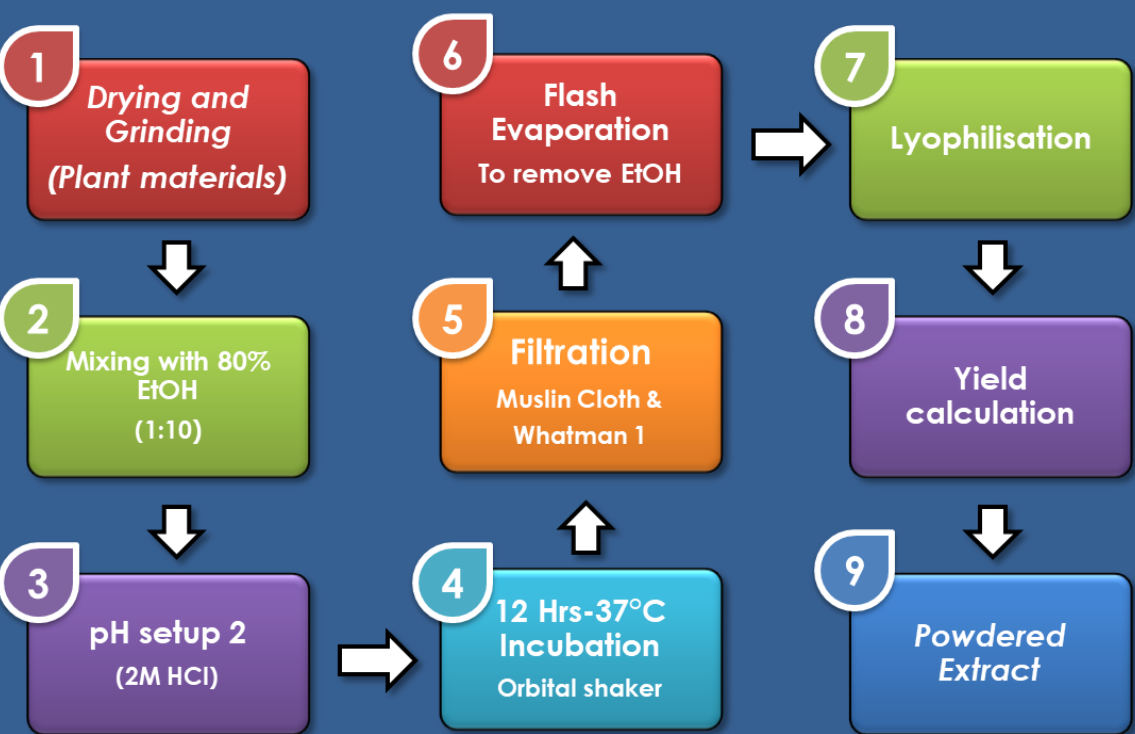 1
Drying and
Grinding
(Plant materials)
2
Mixing with 80%
EtOH
(1:10)
3
pH setup 2
(2M HCl)
4
12 Hrs-37°C
Incubation
Orbital shaker
5
Filtration
Muslin Cloth &
Whatman 1
6
Flash
Evaporation
To remove EtOH
7
Lyophilisation
8
Yield
calculation
9
Powdered
Extract